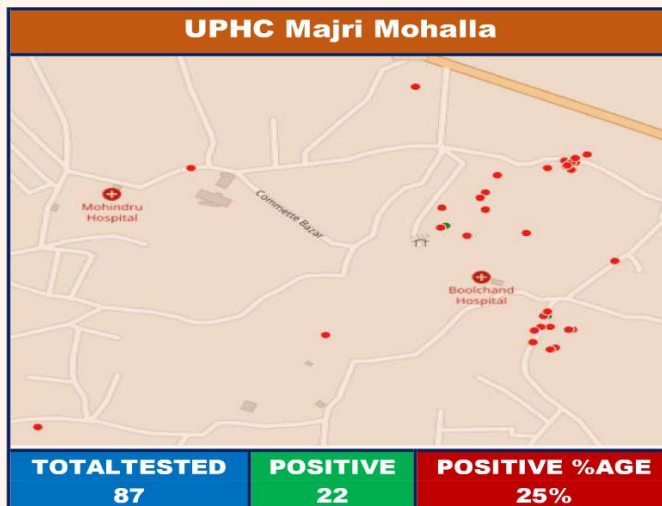 UPHC Majri Mohalla
Mohindru
Hospital
Commette Bazar
Boolchand
Hospital
TOTALTESTED
87
POSITIVE
22
POSITIVE %AGE
25%